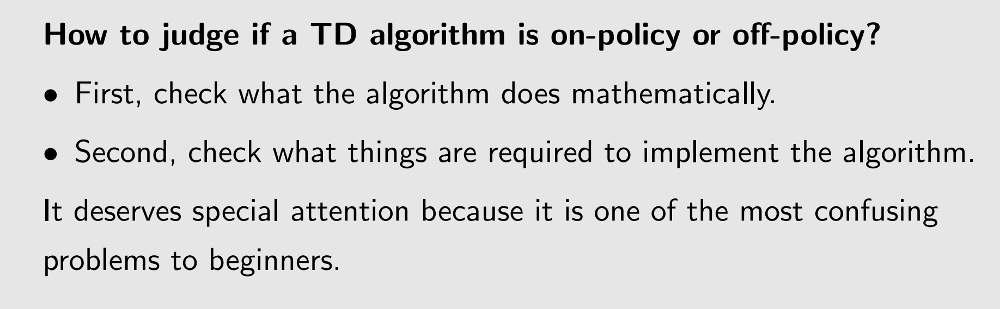 How to judge if a TD algorithm is on-policy or off-policy?
• First, check what the algorithm does mathematically.
• Second, check what things are required to implement the algorithm.
It deserves special attention because it is one of the most confusing
problems to beginners.